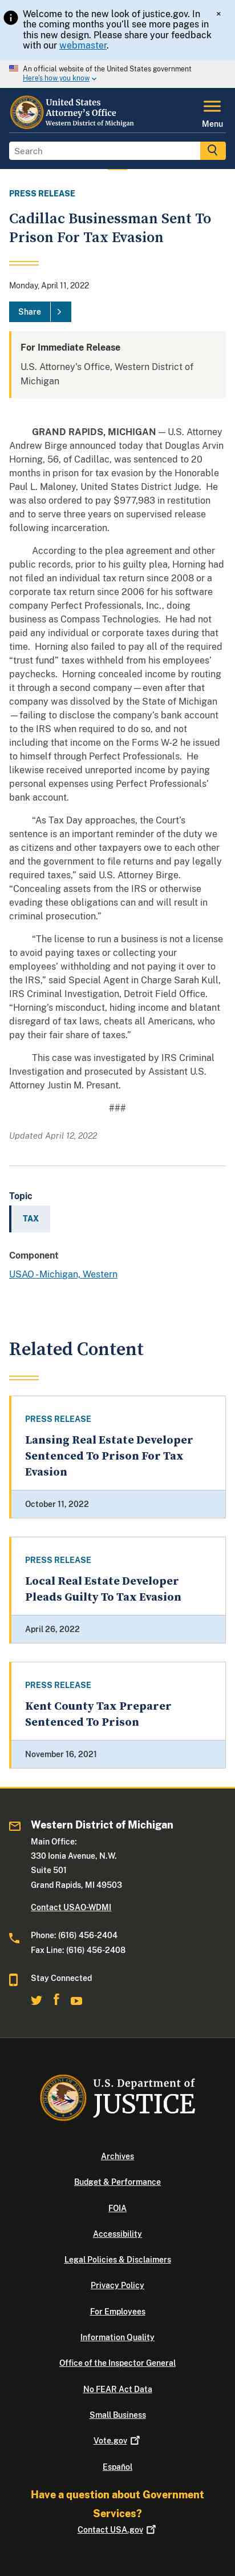 Welcome to the new look of justice.gov. In
the coming months you'll see more pages in
this new design. Please share your feedback
with our webmaster.
×
An official website of the United States government
Here's how you know
United States
Attorney's Office
Western District of Michigan
Menu
Search
PRESS RELEASE
Cadillac Businessman Sent To
Prison For Tax Evasion
Monday, April 11, 2022
Share
For Immediate Release
U.S. Attorney's Office, Western District of
Michigan
GRAND RAPIDS, MICHIGAN — U.S. Attorney
Andrew Birge announced today that Douglas Arvin
Horning, 56, of Cadillac, was sentenced to 20
months in prison for tax evasion by the Honorable
Paul L. Maloney, United States District Judge.  He
was also ordered to pay $977,983 in restitution
and to serve three years on supervised release
following incarceration.
According to the plea agreement and other
public records, prior to his guilty plea, Horning had
not filed an individual tax return since 2008 or a
corporate tax return since 2006 for his software
company Perfect Professionals, Inc., doing
business as Compass Technologies.  He had not
paid any individual or corporate income taxes
during that time.  Horning also failed to pay all of the required
“trust fund” taxes withheld from his employees'
paychecks.  Horning compounded the offense by
running his company through a second
company—even after that second company was
dissolved by the State of Michigan
—failing to disclose the company's bank account
to the IRS when required to do so, and not
including income on the Forms W-2 he issued to
himself through Perfect Professionals.  He
likewise received unreported income by paying
personal expenses using Perfect Professionals'
bank account.
“As Tax Day approaches, the Court's
sentence is an important reminder of the duty we
as citizens and other taxpayers owe to each other
and to the government to file returns and pay legally
required taxes,” said U.S. Attorney Birge.
“Concealing assets from the IRS or otherwise
evading these obligations can and will result in
criminal prosecution.”
“The license to run a business is not a license
to avoid paying taxes or collecting your
employees' withholding and not paying it over to
the IRS,” said Special Agent in Charge Sarah Kull,
IRS Criminal Investigation, Detroit Field Office.
“Horning's misconduct, hiding income and blatant
disregard of tax laws, cheats all Americans, who
pay their fair share of taxes.”
This case was investigated by IRS Criminal
Investigation and prosecuted by Assistant U.S.
Attorney Justin M. Presant.
###
Updated April 12, 2022
Topic
TAX
Component
USAO - Michigan, Western
Related Content
PRESS RELEASE
Lansing Real Estate Developer
Sentenced To Prison For Tax
Evasion
October 11, 2022
PRESS RELEASE
Local Real Estate Developer
Pleads Guilty To Tax Evasion
April 26, 2022
PRESS RELEASE
Kent County Tax Preparer
Sentenced To Prison
November 16, 2021
Western District of Michigan
Main Office:
330 Ionia Avenue, N.W.
Suite 501
Grand Rapids, MI 49503
Contact USAO-WDMI
Phone: (616) 456-2404
Fax Line: (616) 456-2408
Stay Connected
U.S. Department of
JUSTICE
Archives
Budget & Performance
FOIA
Accessibility
Legal Policies & Disclaimers
Privacy Policy
For Employees
Information Quality
Office of the Inspector General
No FEAR Act Data
Small Business
Vote.gov
Español
Have a question about Government
Services?
Contact USA.gov